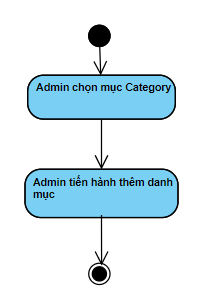 Admin chọn mục Category
Admin tiến hành thêm danh
mục